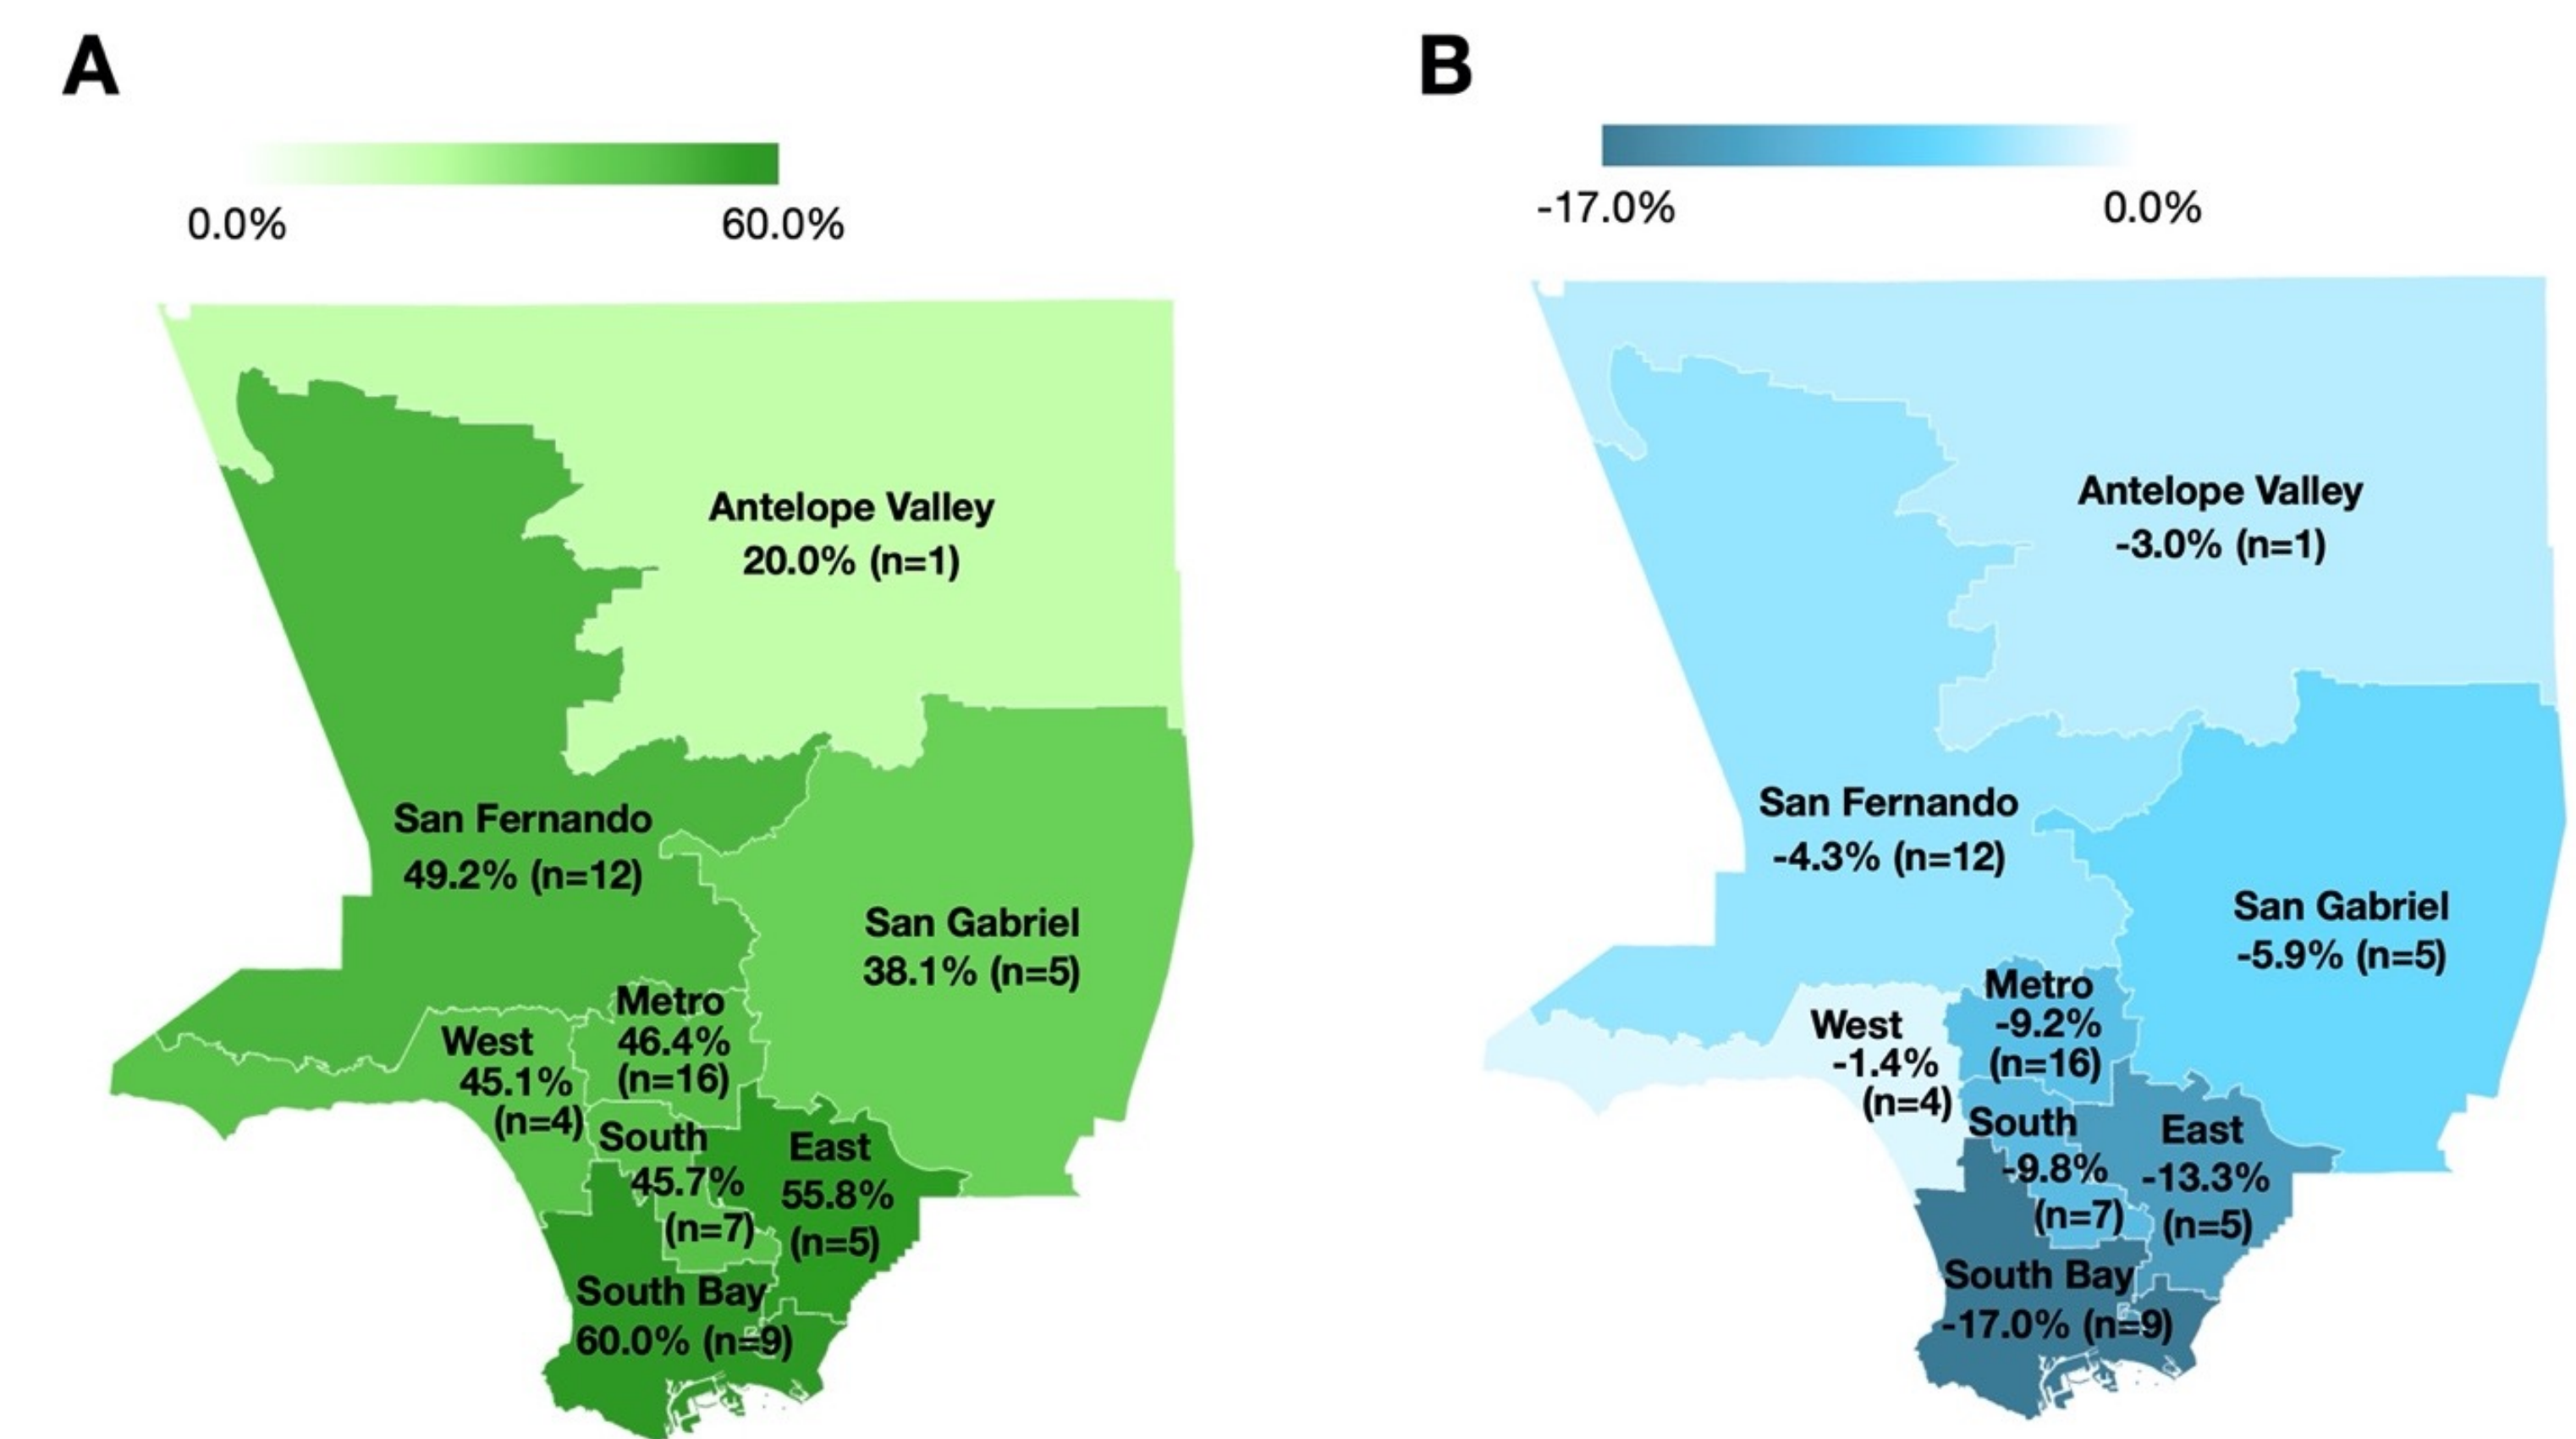 A
0.0%
60.0%
Antelope Valley
20.0% (n=1)
San Fernando
49.2% (n=12)
San Gabriel
38.1% (n=5)
Metro
46.4%
(n=16)
West
45.1%
(n=4)
South
45.7%
(n=7)
East
55.8%
(n=5)
South Bay
60.0% (n=9)
B
-17.0%
0.0%
Antelope Valley
-3.0% (n=1)
San Fernando
-4.3% (n=12)
San Gabriel
-5.9% (n=5)
Metro
-9.2%
(n=16)
West
-1.4%
(n=4)
South
-9.8%
(n=7)
East
-13.3%
(n=5)
South Bay
-17.0% (n=9)